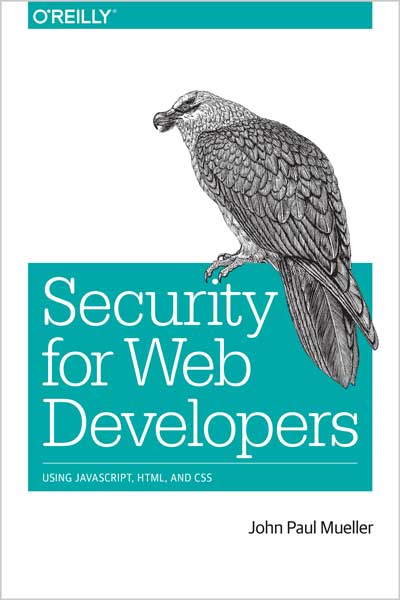 O'REILLY®
Security
for Web
Developers
USING JAVASCRIPT, HTML, AND CSS
John Paul Mueller